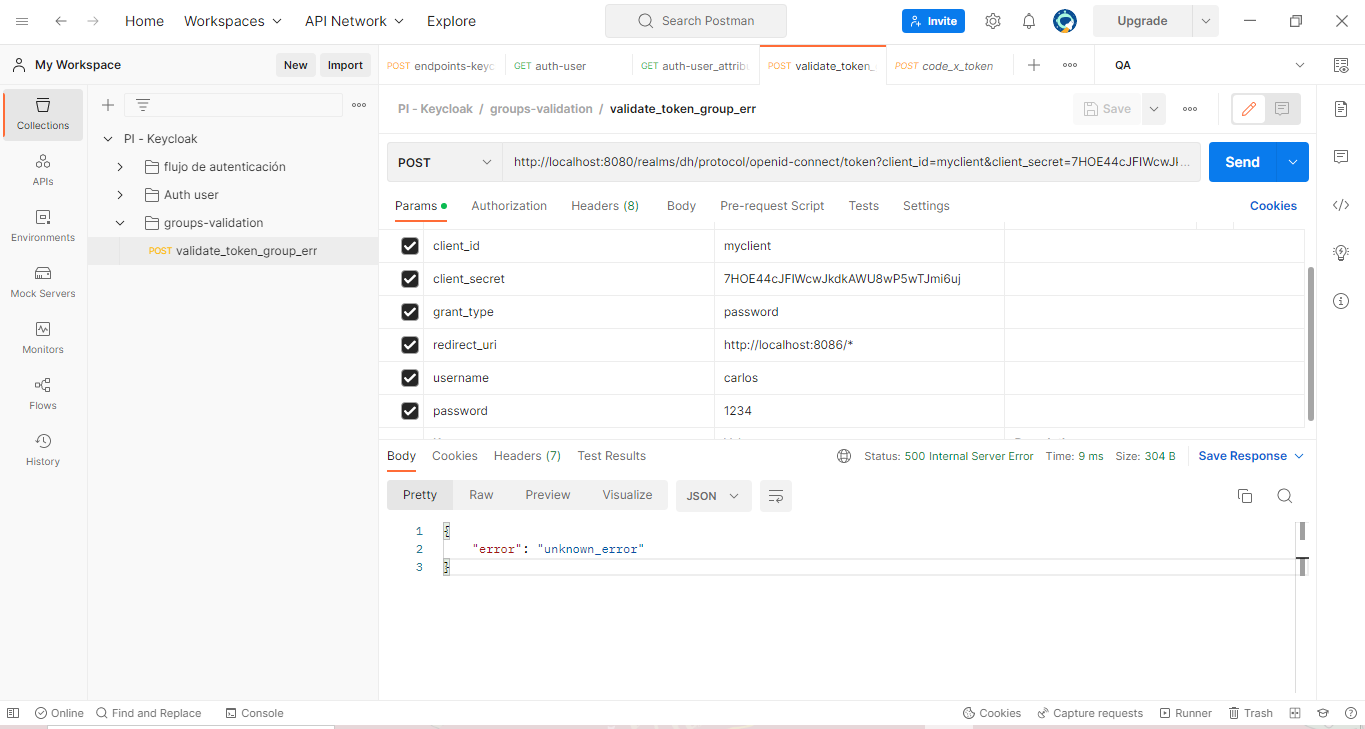 Home Workspaces API Network Explore Search Postman Invite Upgrade
My Workspace New Import POST endpoints-keyc GET auth-user GET auth-user_attribu POST validate_token_ POST code_x_token QA
Collections
APIs
Environments
Mock Servers
Monitors
Flows
History
PI - Keycloak
flujo de autenticación
Auth user
groups-validation
POST validate_token_group_err
PI - Keycloak / groups-validation / validate_token_group_err Save
POST http://localhost:8080/realms/dh/protocol/openid-connect/token?client_id=myclient&client_secret=7HOE44cJFIWcwJk... Send
Params Authorization Headers (8) Body Pre-request Script Tests Settings Cookies
client_id myclient
client_secret 7HOE44cJFIWcwJkdkAWU8wP5wTJmi6uj
grant_type password
redirect_uri http://localhost:8086/*
username carlos
password 1234
Body Cookies Headers (7) Test Results Status: 500 Internal Server Error Time: 9 ms Size: 304 B Save Response
Pretty Raw Preview Visualize JSON
1 {
2 "error": "unknown_error"
3 }
Online Find and Replace Console Cookies Capture requests Runner Trash